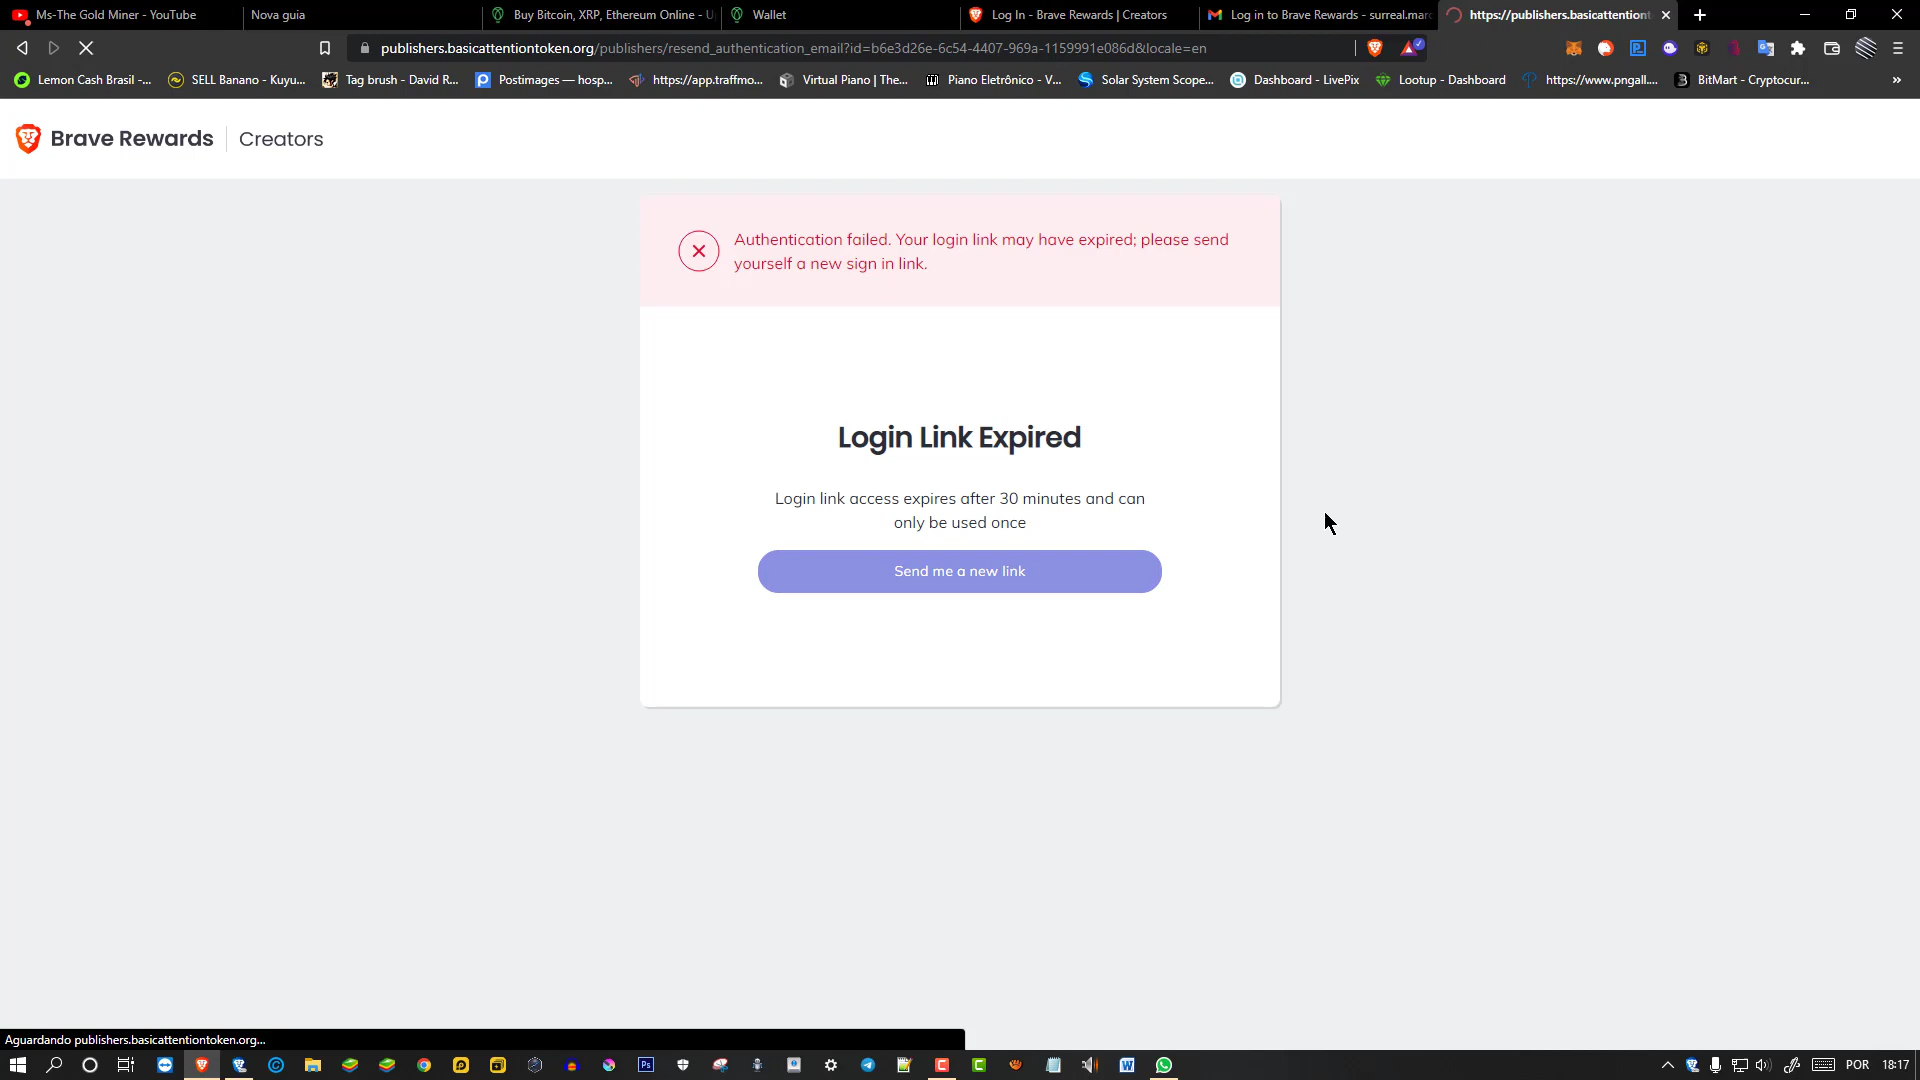 Ms-The Gold Miner - YouTube
Nova guia
Buy Bitcoin, XRP, Ethereum Online - U
Wallet
Log In - Brave Rewards | Creators
Log in to Brave Rewards - surreal.marc
https://publishers.basicattentiont
publishers.basicattentiontoken.org/publishers/resend_authentication_email?id=b6e3d26e-6c54-4407-969a-1159991e086d&locale=en
Lemon Cash Brasil -...
SELL Banano - Kuyu...
Tag brush - David R...
Postimages — hosp...
https://app.traffmo...
Virtual Piano | The...
Piano Eletrônico - V...
Solar System Scope...
Dashboard - LivePix
Lootup - Dashboard
https://www.pngall....
BitMart - Cryptocur...
Brave Rewards
Creators
Authentication failed. Your login link may have expired; please send
yourself a new sign in link.
Login Link Expired
Login link access expires after 30 minutes and can
only be used once
Send me a new link
Aguardando publishers.basicattentiontoken.org...
POR
18:17